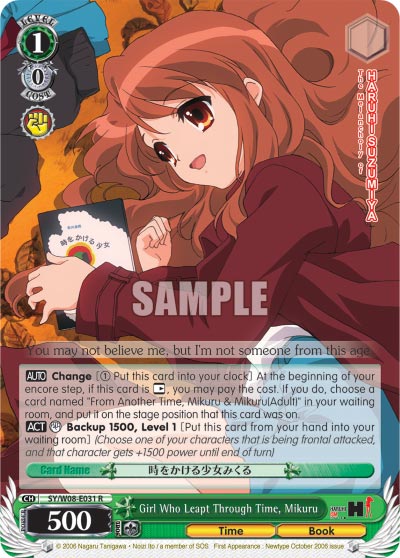 LEVEL
1
0
COST
The Melancholy of
HARUHI SUZUMIYA
時をかける少女
SAMPLE
You may not believe me, but I'm not someone from this age.
AUTO Change [① Put this card into your clock] At the beginning of
your encore step, if this card is , you may pay the cost. If you do, choose a
card named "From Another Time, Mikuru & Mikuru(Adult)" in your waiting
room, and put it on the stage position that this card was on.
ACT Backup 1500, Level 1 [Put this card from your hand into your
waiting room] (Choose one of your characters that is being frontal attacked,
and that character gets +1500 power until end of turn)
Card Name
時をかける少女みくる
CH SY/W08-E031 R
Girl Who Leapt Through Time, Mikuru
POWER
500
SOUL
Time
Book
© 2006 Nagaru Tanigawa • Noizi Ito / a member of SOS First Appearance : Newtype October 2006 issue